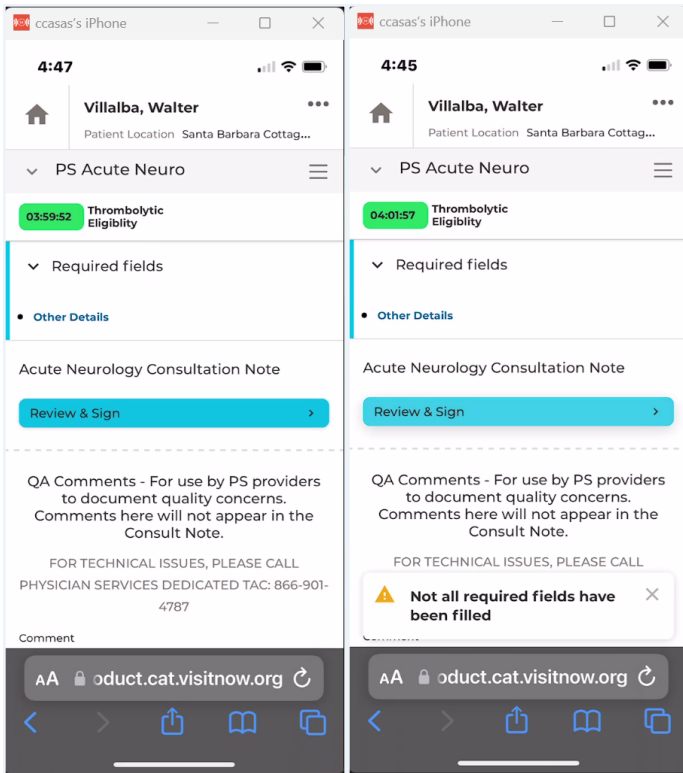 ccasas's iPhone
4:47
Villalba, Walter
Patient Location Santa Barbara Cottag...
PS Acute Neuro
03:59:52
Thrombolytic
Eligiblity
Required fields
Other Details
Acute Neurology Consultation Note
Review & Sign
QA Comments - For use by PS providers
to document quality concerns.
Comments here will not appear in the
Consult Note.
FOR TECHNICAL ISSUES, PLEASE CALL
PHYSICIAN SERVICES DEDICATED TAC: 866-901-
4787
Comment
AA oduct.cat.visitnow.org
ccasas's iPhone
4:45
Villalba, Walter
Patient Location Santa Barbara Cottag...
PS Acute Neuro
04:01:57
Thrombolytic
Eligiblity
Required fields
Other Details
Acute Neurology Consultation Note
Review & Sign
QA Comments - For use by PS providers
to document quality concerns.
Comments here will not appear in the
Consult Note.
FOR TECHNICAL ISSUES, PLEASE CALL
Not all required fields have
been filled
AA oduct.cat.visitnow.org